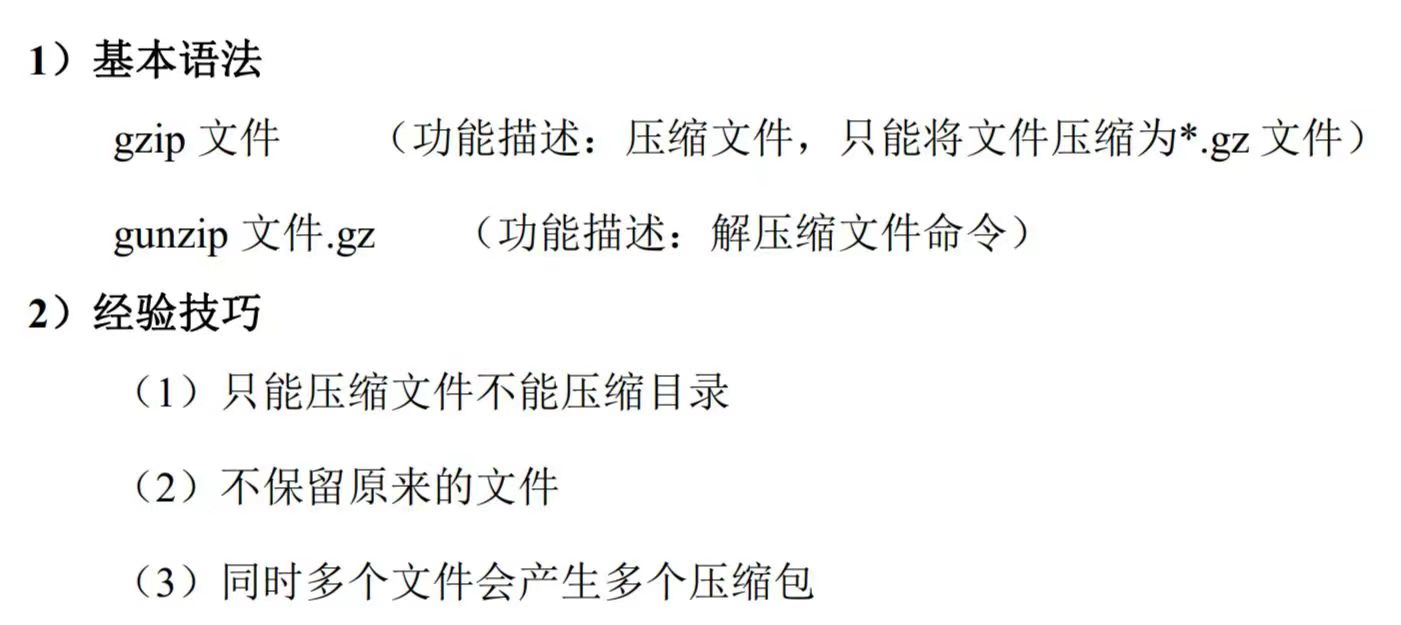 1）基本语法
gzip 文件 （功能描述：压缩文件，只能将文件压缩为*.gz 文件）
gunzip 文件.gz （功能描述：解压缩文件命令）
2）经验技巧
（1）只能压缩文件不能压缩目录
（2）不保留原来的文件
（3）同时多个文件会产生多个压缩包